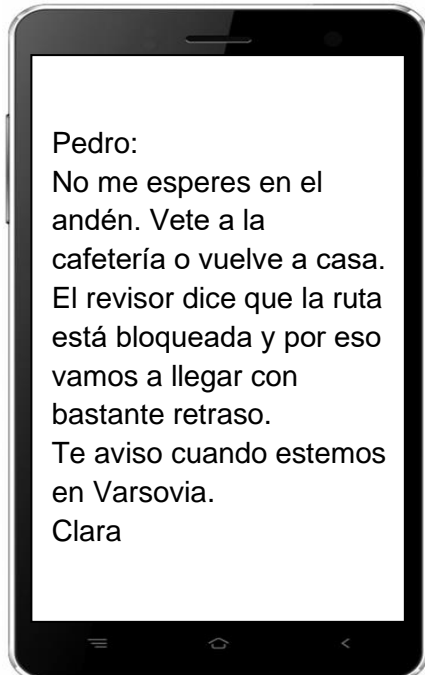 Pedro:
No me esperes en el
andén. Vete a la
cafetería o vuelve a casa.
El revisor dice que la ruta
está bloqueada y por eso
vamos a llegar con
bastante retraso.
Te aviso cuando estemos
en Varsovia.
Clara